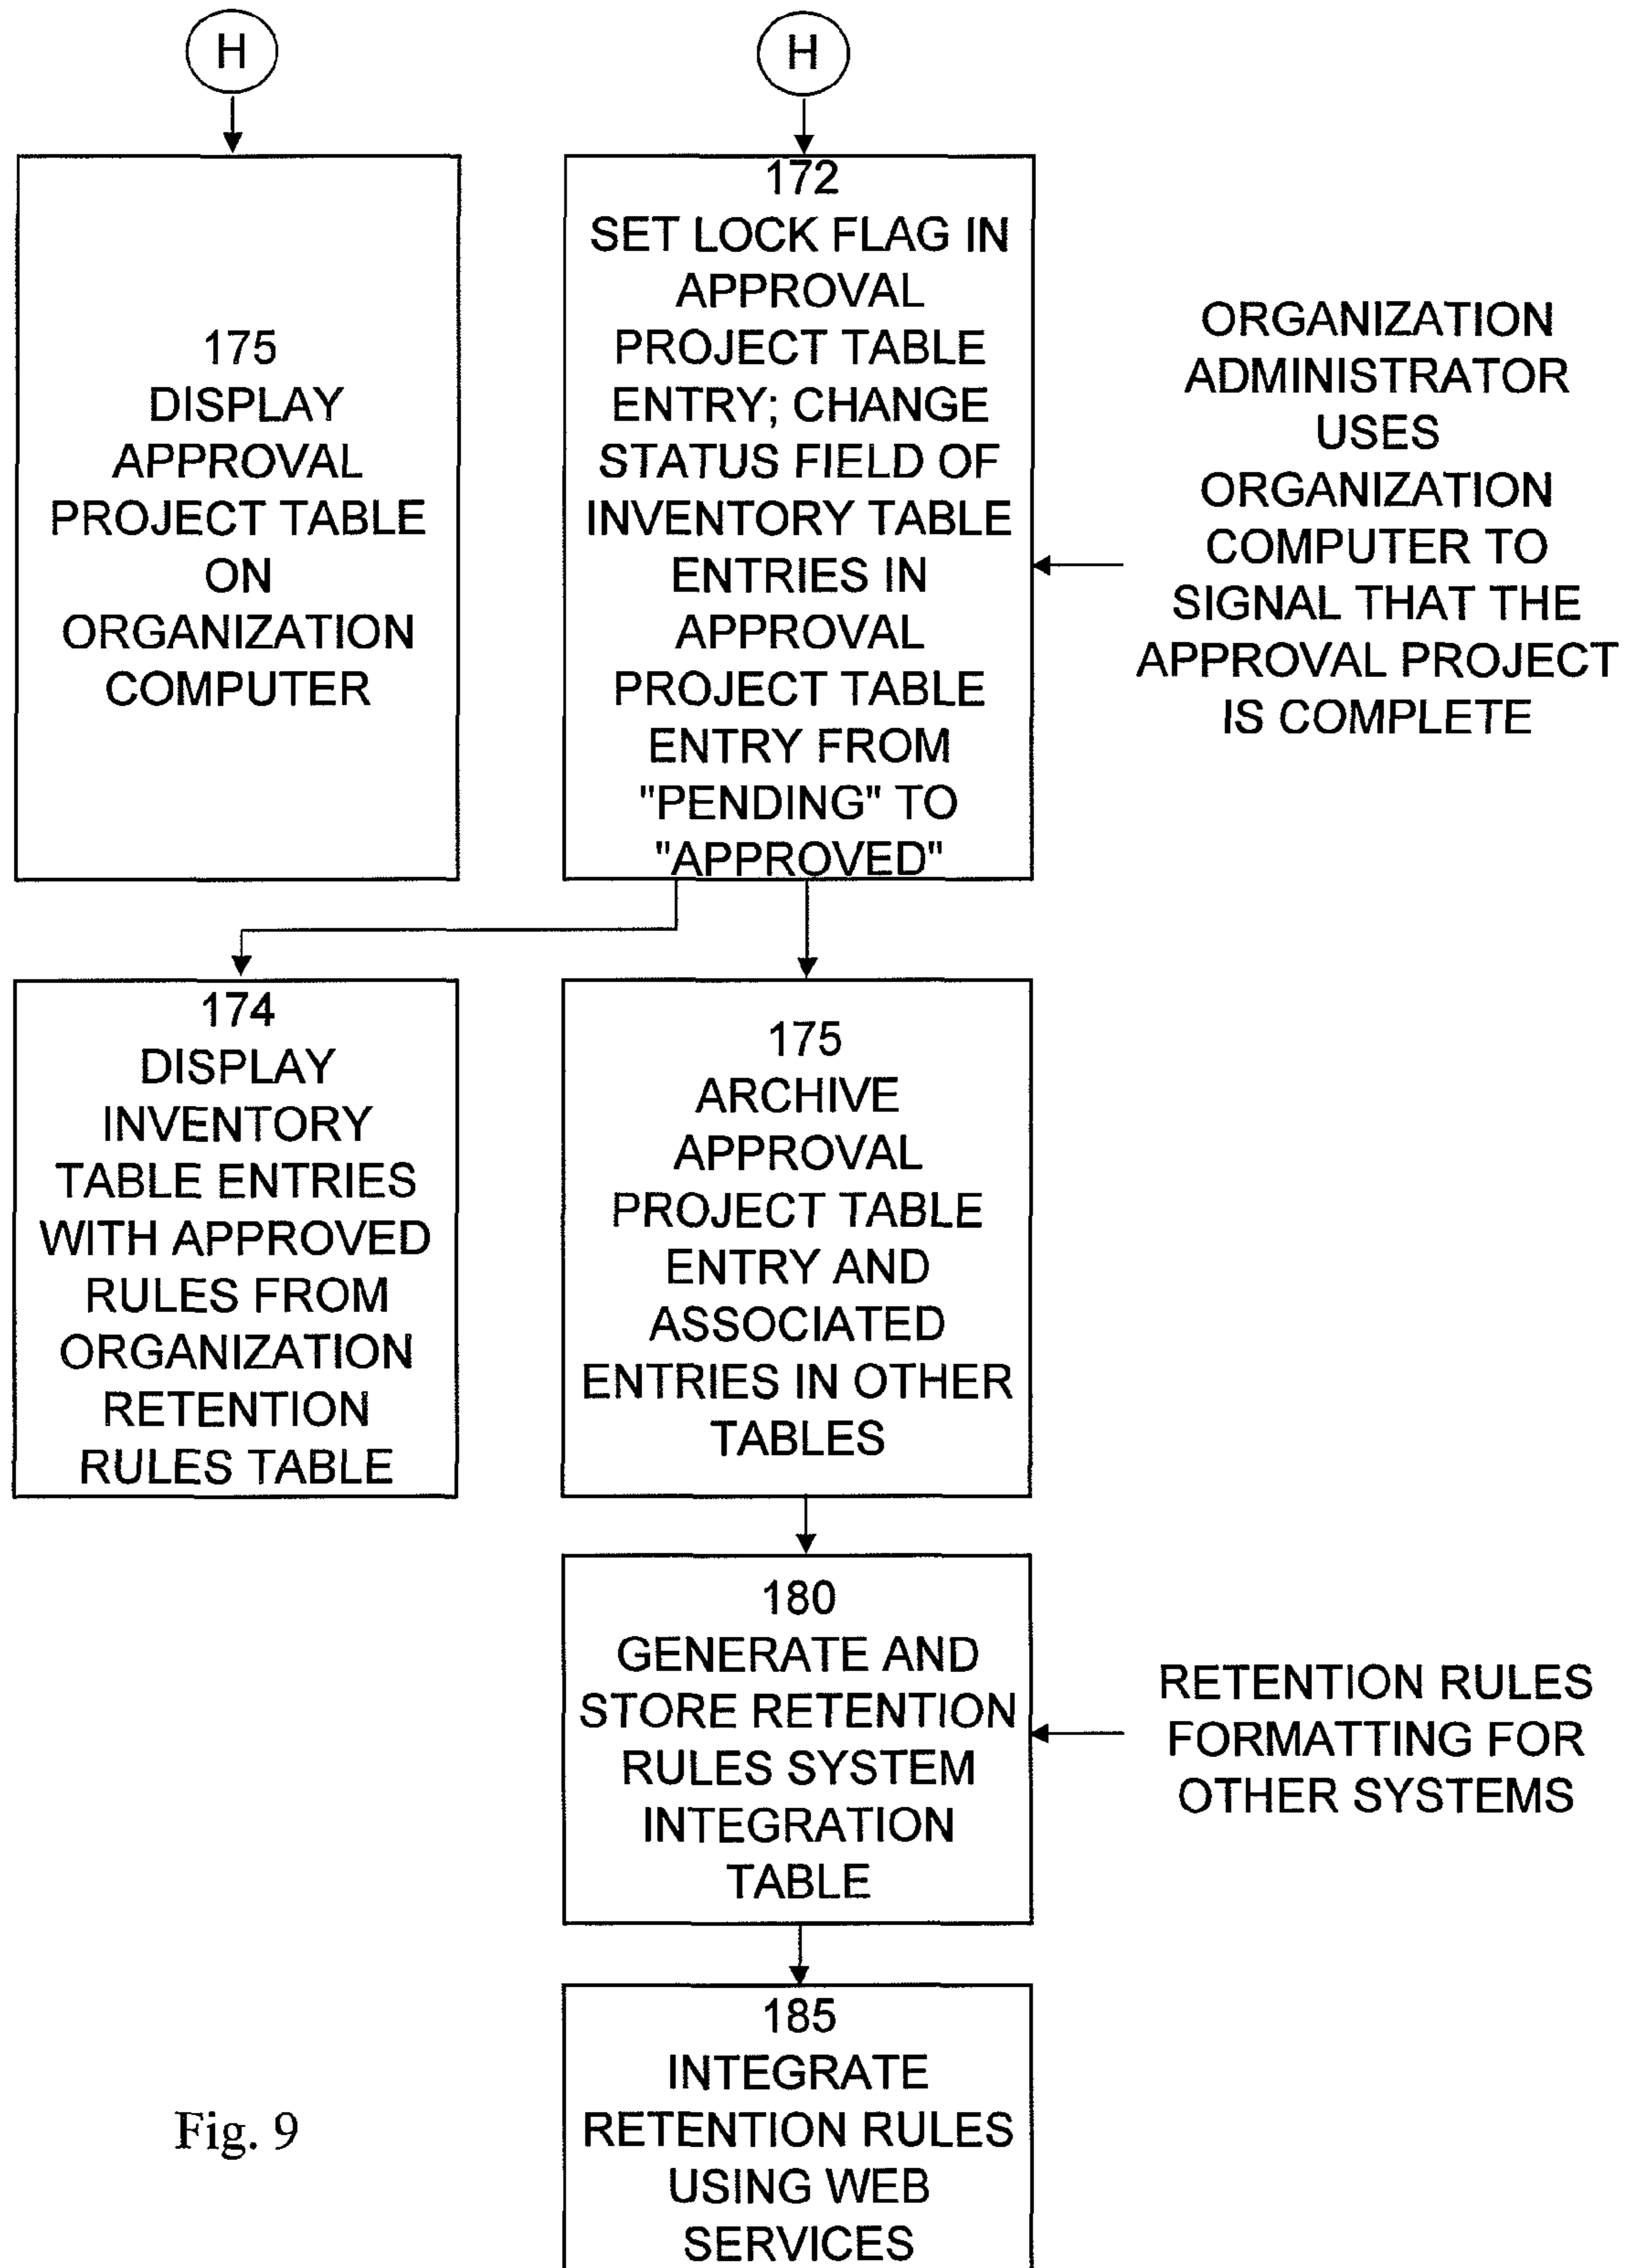 H
175
DISPLAY
APPROVAL
PROJECT TABLE
ON
ORGANIZATION
COMPUTER
H
172
SET LOCK FLAG IN
APPROVAL
PROJECT TABLE
ENTRY; CHANGE
STATUS FIELD OF
INVENTORY TABLE
ENTRIES IN
APPROVAL
PROJECT TABLE
ENTRY FROM
"PENDING" TO
"APPROVED"
ORGANIZATION
ADMINISTRATOR
USES
ORGANIZATION
COMPUTER TO
SIGNAL THAT THE
APPROVAL PROJECT
IS COMPLETE
174
DISPLAY
INVENTORY
TABLE ENTRIES
WITH APPROVED
RULES FROM
ORGANIZATION
RETENTION
RULES TABLE
175
ARCHIVE
APPROVAL
PROJECT TABLE
ENTRY AND
ASSOCIATED
ENTRIES IN OTHER
TABLES
180
GENERATE AND
STORE RETENTION
RULES SYSTEM
INTEGRATION
TABLE
RETENTION RULES
FORMATTING FOR
OTHER SYSTEMS
185
INTEGRATE
RETENTION RULES
USING WEB
SERVICES
Fig. 9